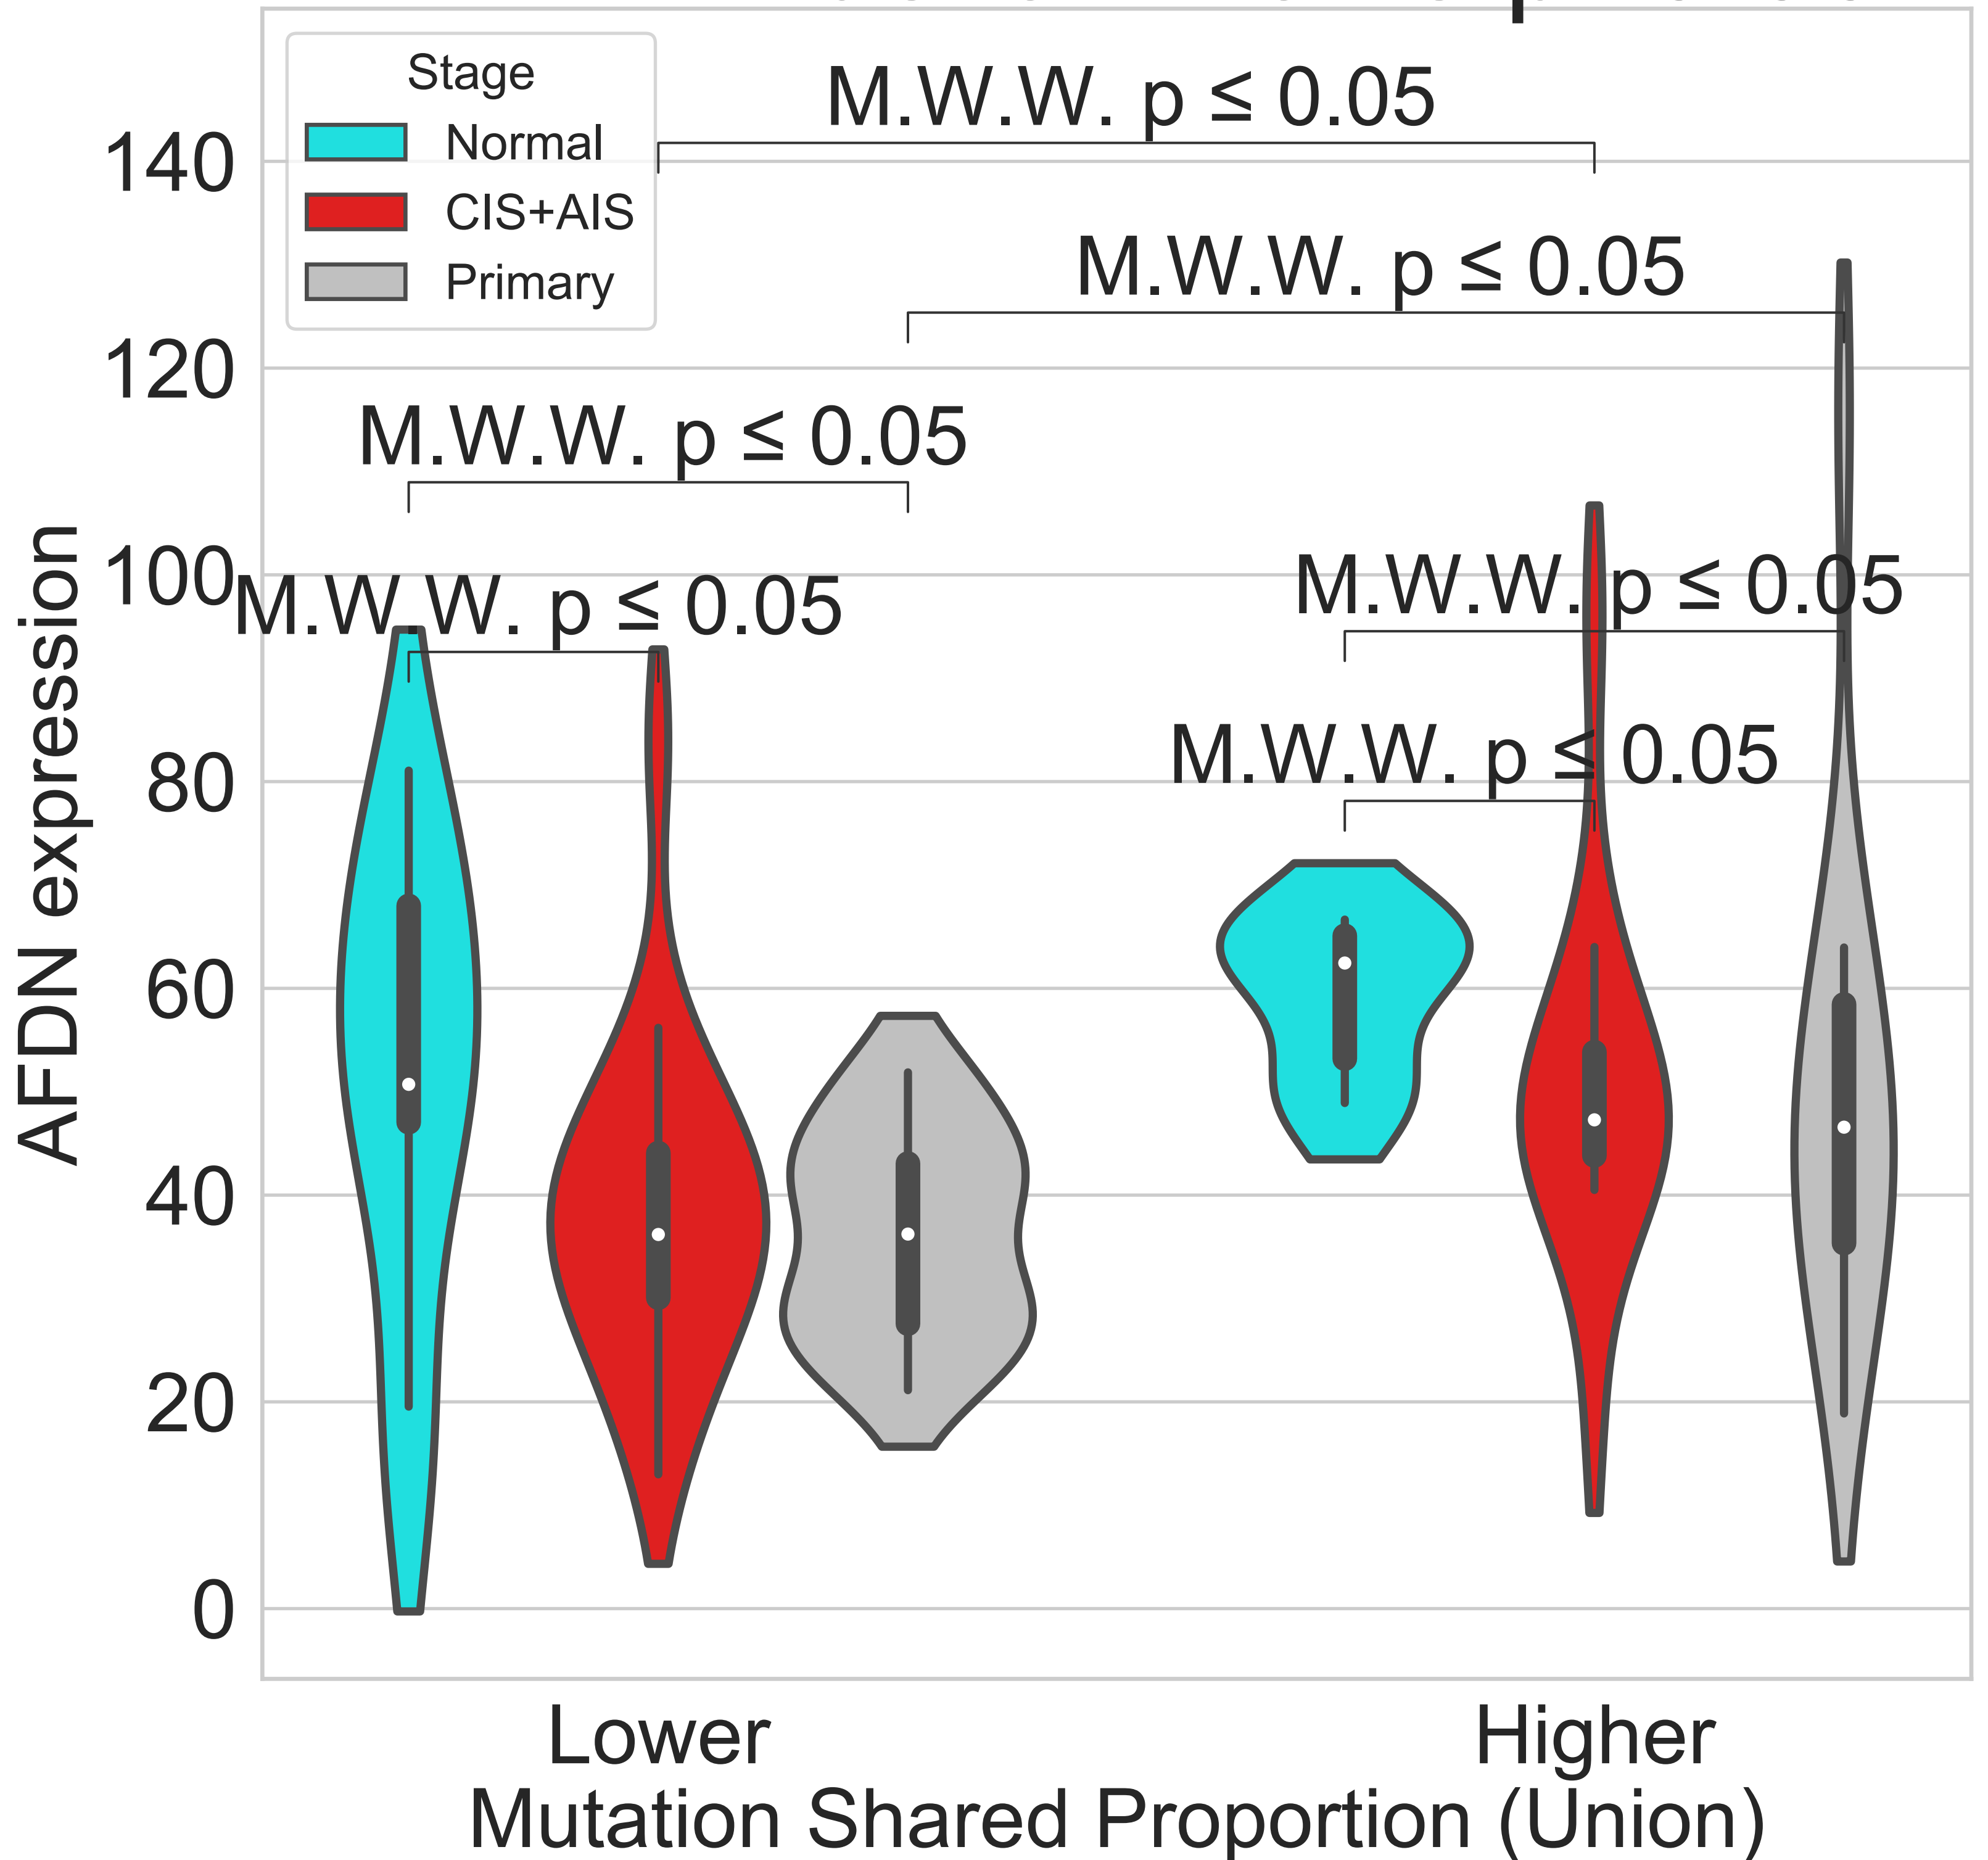 Stage
Normal
CIS+AIS
Primary
M.W.W. p ≤ 0.05
M.W.W. p ≤ 0.05
M.W.W. p ≤ 0.05
M.W.W. p ≤ 0.05
M.W.W. p ≤ 0.05
M.W.W. p ≤ 0.05
140
120
100
80
60
40
20
0
AFDN expression
Lower
Higher
Mutation Shared Proportion (Union)